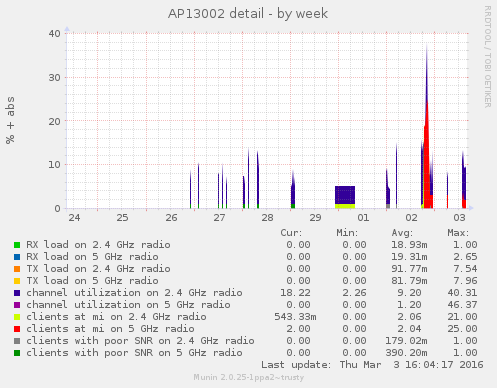 AP13002 detail - by week
RRDTOOL / TOBI OETIKER
% + abs
40
30
20
10
0
24 25 26 27 28 29 01 02 03
Cur: Min: Avg: Max:
RX load on 2.4 GHz radio 0.00 0.00 18.93m 1.00
RX load on 5 GHz radio 0.00 0.00 19.31m 2.65
TX load on 2.4 GHz radio 0.00 0.00 91.77m 7.54
TX load on 5 GHz radio 0.00 0.00 81.79m 7.96
channel utilization on 2.4 GHz radio 18.22 2.26 9.20 40.31
channel utilization on 5 GHz radio 0.00 0.00 1.20 46.37
clients at mi on 2.4 GHz radio 543.33m 0.00 2.06 21.00
clients at mi on 5 GHz radio 2.00 0.00 2.04 25.00
clients with poor SNR on 2.4 GHz radio 0.00 0.00 179.02m 1.00
clients with poor SNR on 5 GHz radio 0.00 0.00 390.20m 1.00
Last update: Thu Mar 3 16:04:17 2016
Munin 2.0.25-1ppa2~trusty